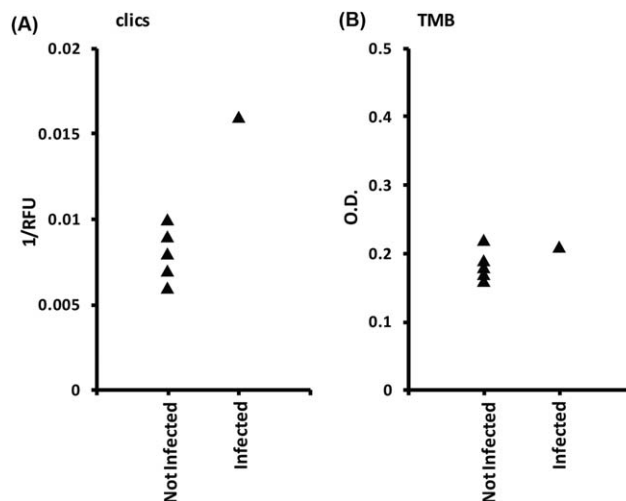 (A) clics
0.02
0.015
0.010
0.005
0
1/RFU
Not Infected
Infected
(B) TMB
0.5
0.4
0.3
0.2
0.1
0
O.D.
Not Infected
Infected